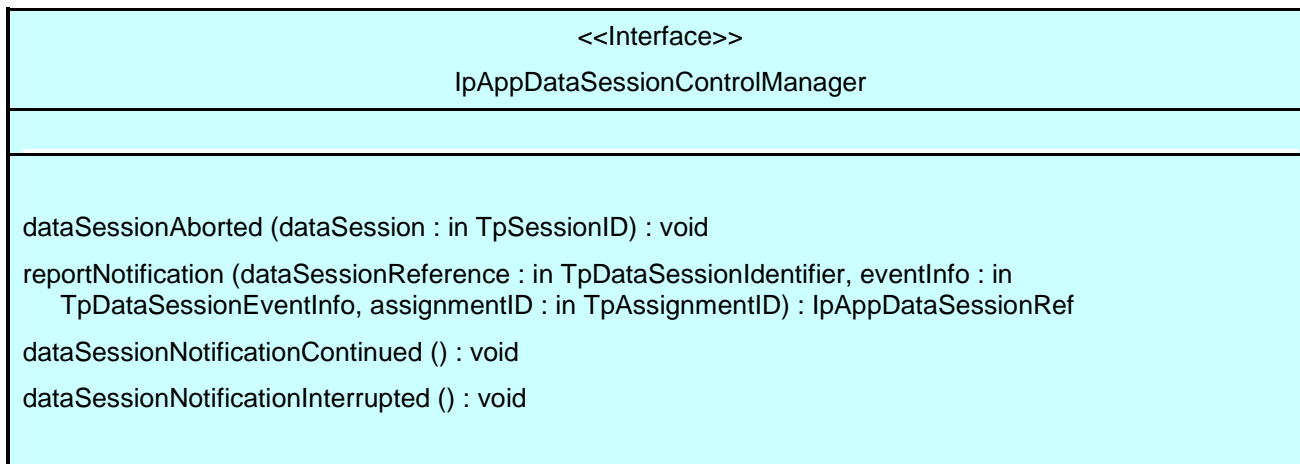 <<Interface>>
IpAppDataSessionControlManager
dataSessionAborted (dataSession : in TpSessionID) : void
reportNotification (dataSessionReference : in TpDataSessionIdentifier, eventInfo : in
TpDataSessionEventInfo, assignmentID : in TpAssignmentID) : IpAppDataSessionRef
dataSessionNotificationContinued () : void
dataSessionNotificationInterrupted () : void